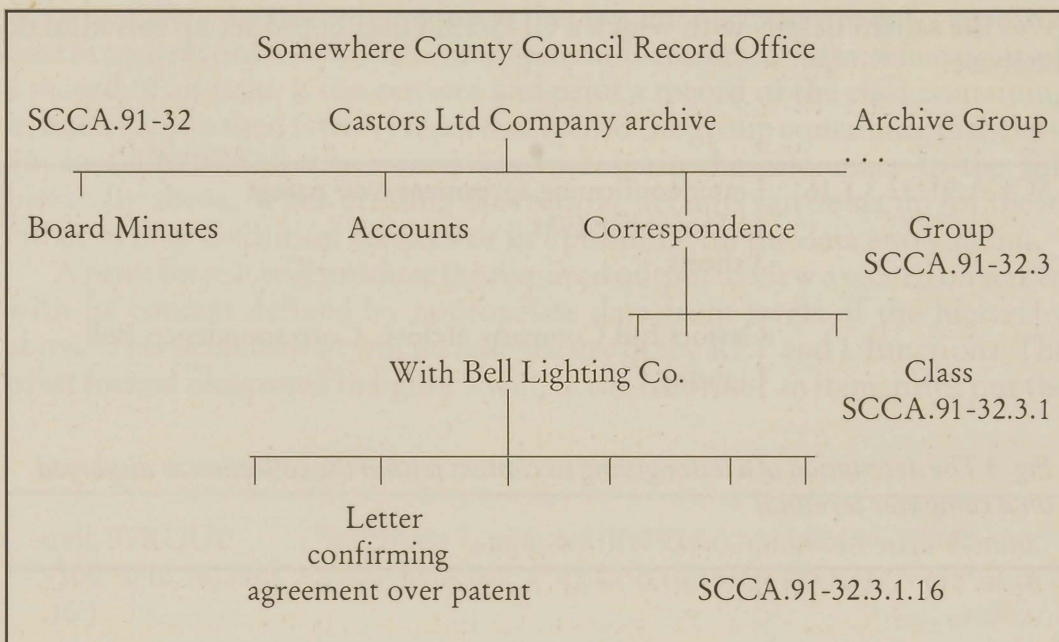 Somewhere County Council Record Office
SCCA.91-32 Castors Ltd Company archive Archive Group
. . .
Board Minutes Accounts Correspondence Group
SCCA.91-32.3
With Bell Lighting Co. Class
SCCA.91-32.3.1
Letter
confirming
agreement over patent SCCA.91-32.3.1.16